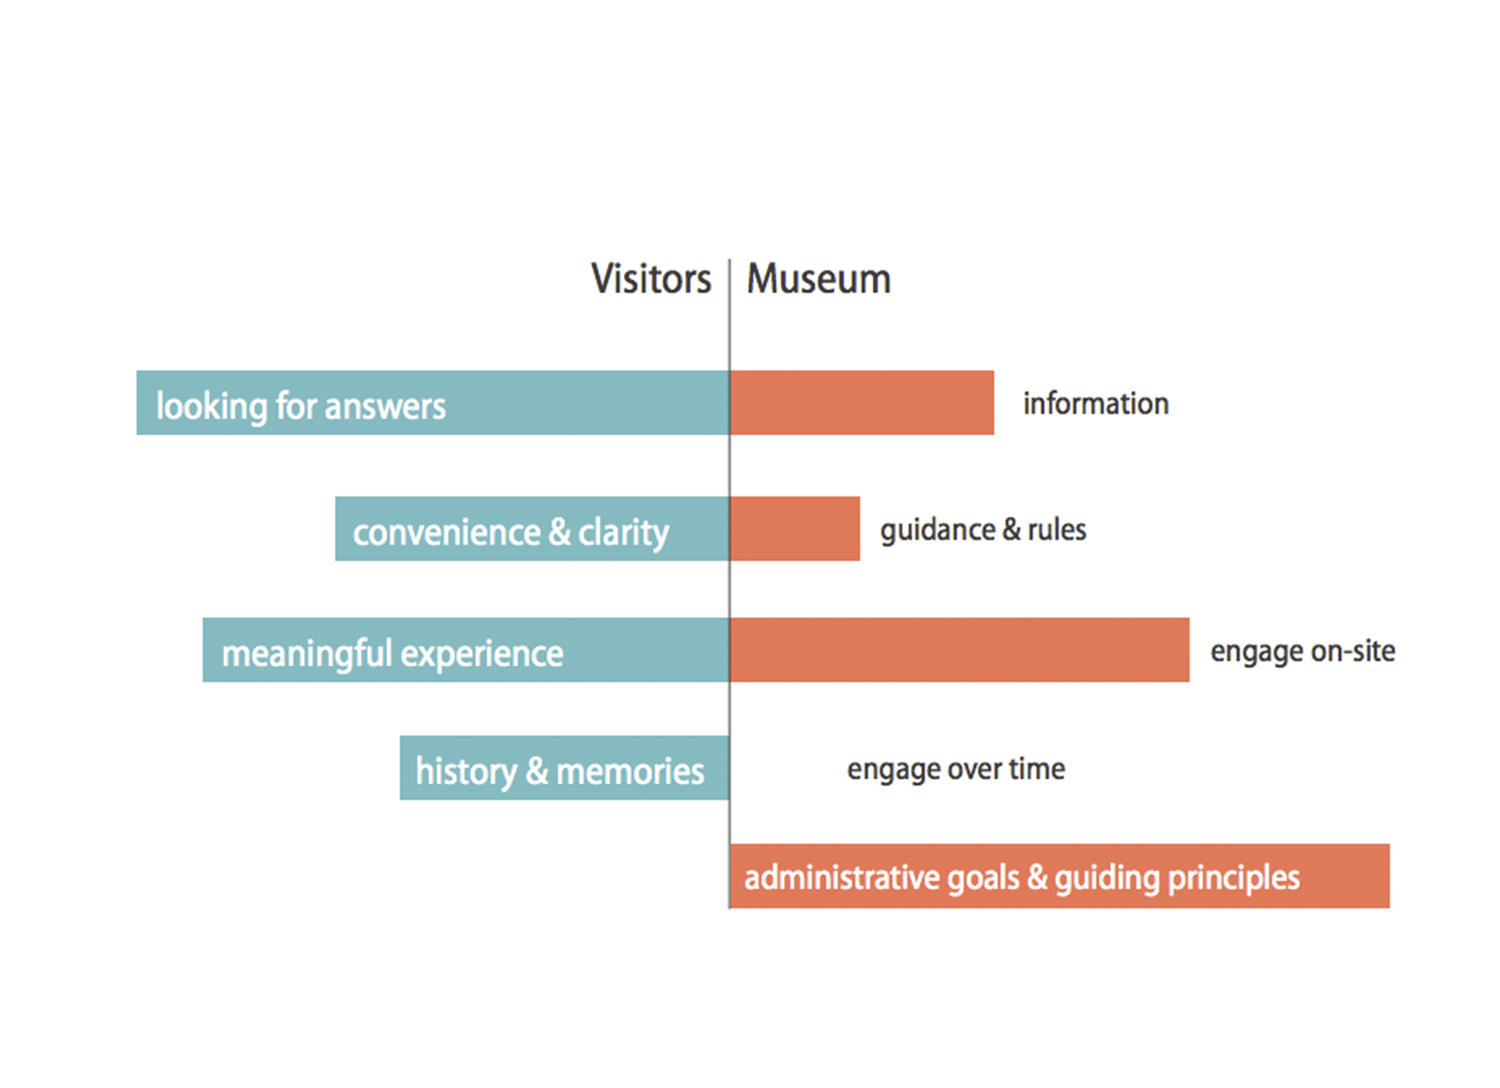 Visitors Museum
looking for answers information
convenience & clarity guidance & rules
meaningful experience engage on-site
history & memories engage over time
administrative goals & guiding principles